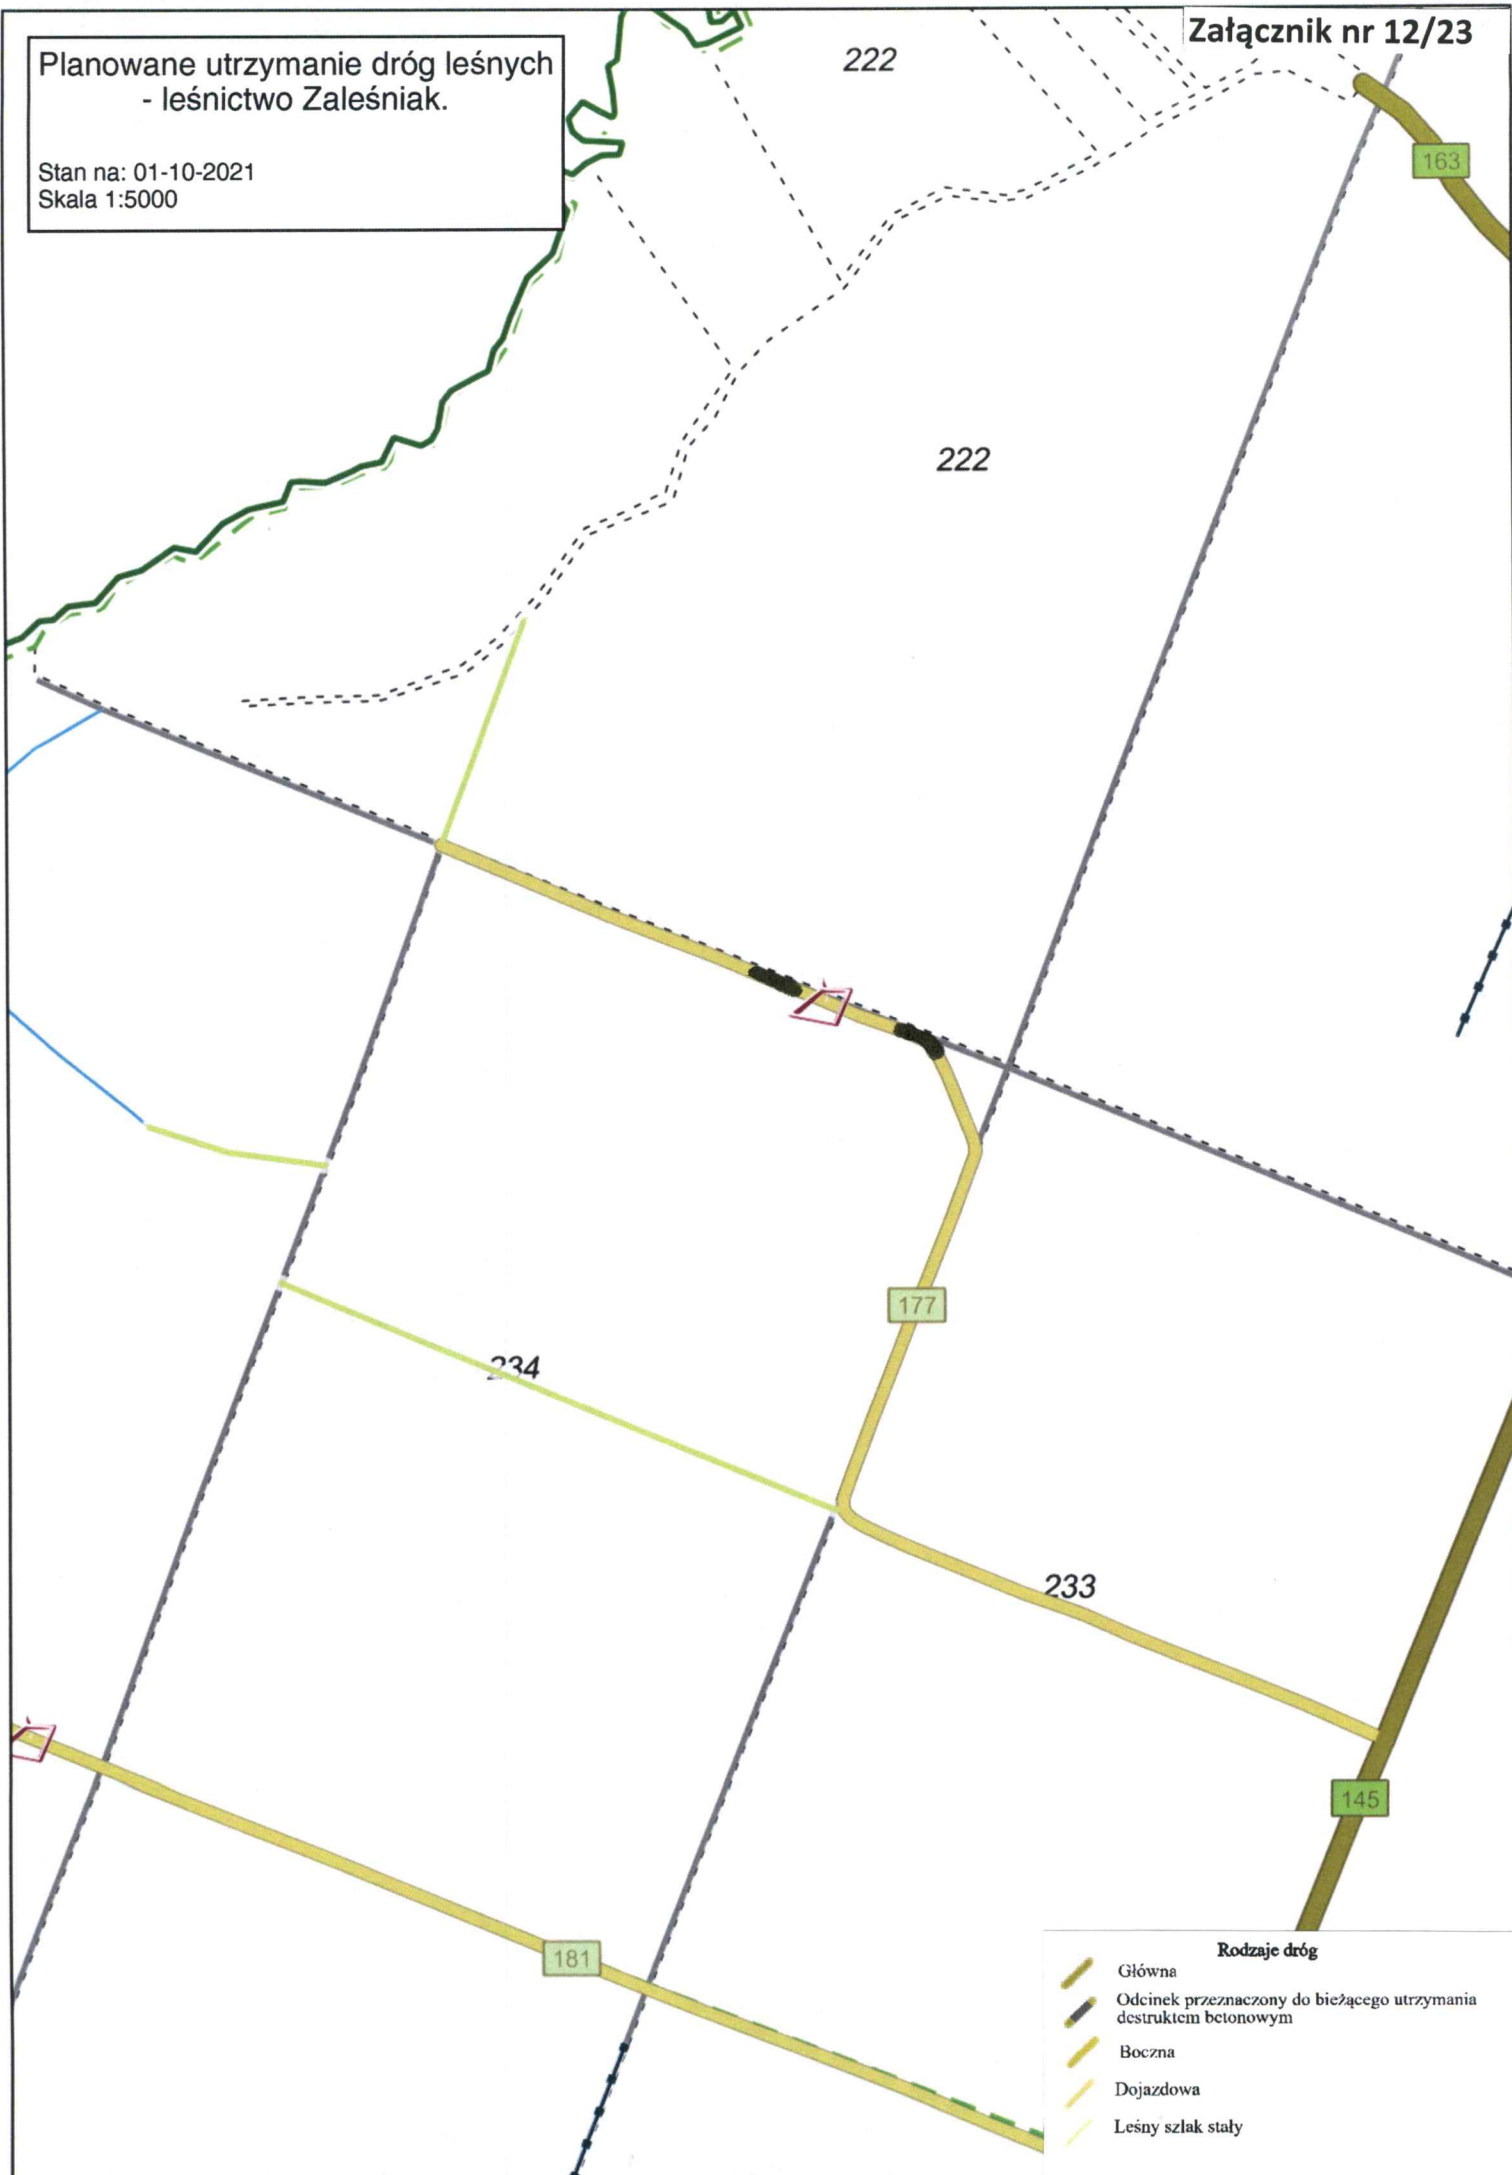 Załącznik nr 12/23
Planowane utrzymanie dróg leśnych
- leśnictwo Zaleśniak.
Stan na: 01-10-2021
Skala 1:5000
222
163
222
177
234
233
145
181
Rodzaje dróg
Główna
Odcinek przeznaczony do bieżącego utrzymania
destruktem betonowym
Boczna
Dojazdowa
Leśny szlak stały